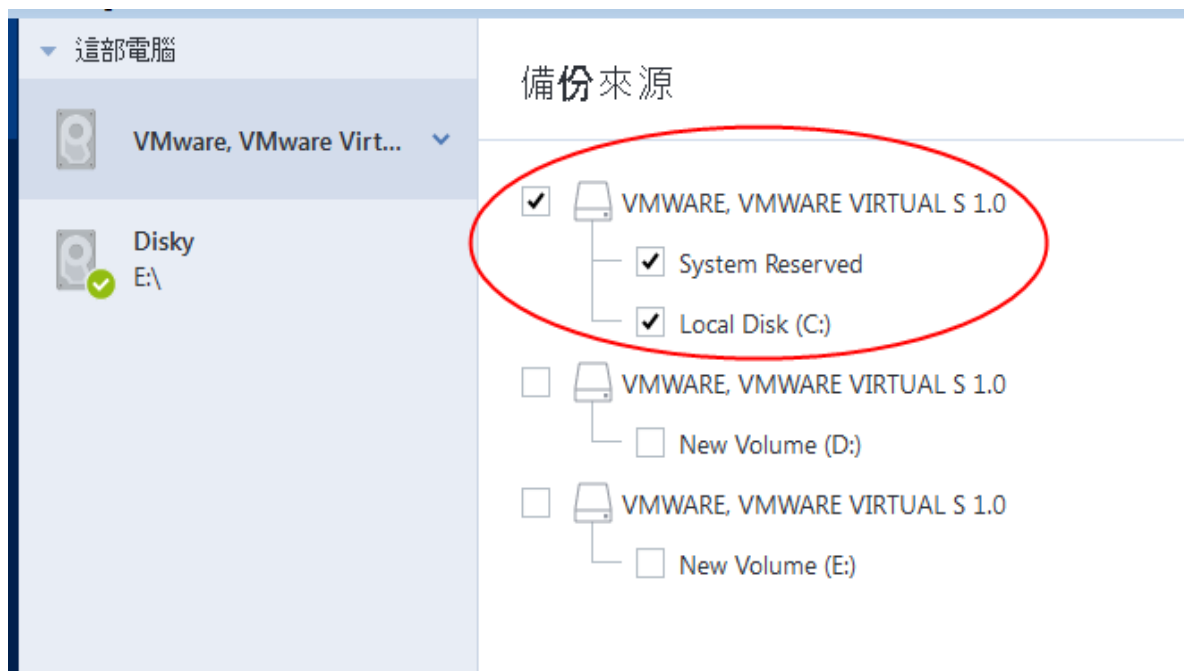 這部電腦
VMware, VMware Virt...
Disky
E:\
備份來源
VMWARE, VMWARE VIRTUAL S 1.0
System Reserved
Local Disk (C:)
VMWARE, VMWARE VIRTUAL S 1.0
New Volume (D:)
VMWARE, VMWARE VIRTUAL S 1.0
New Volume (E:)